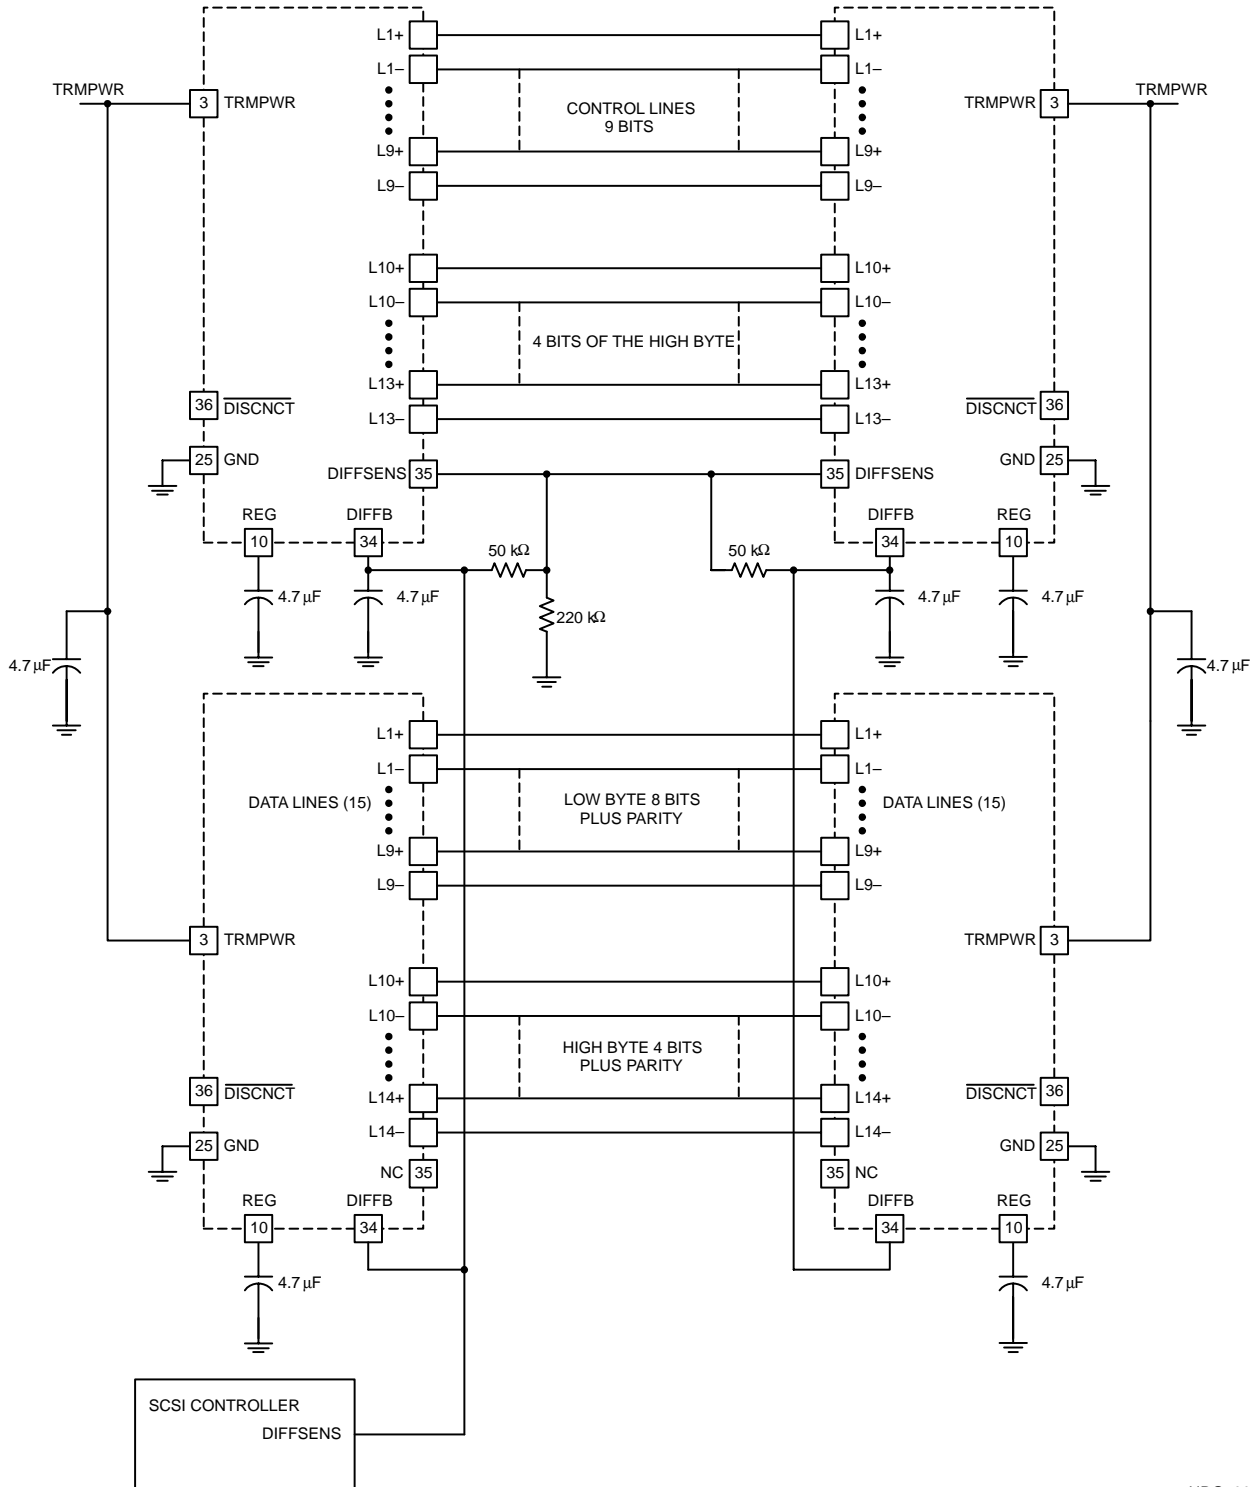 L1+ L1+
L1– L1–
TRMPWR TRMPWR
3 TRMPWR TRMPWR 3
CONTROL LINES
9 BITS
L9+ L9+
L9– L9–
L10+ L10+
L10– L10–
4 BITS OF THE HIGH BYTE
L13+ L13+
36 DISCNCT DISCNCT 36
L13– L13–
25 GND GND 25
DIFFSENS 35 35 DIFFSENS
REG DIFFB DIFFB REG
10 34 34 10
50 kΩ 50 kΩ
4.7 µF 4.7 µF 4.7 µF 4.7 µF
220 kΩ
4.7 µF 4.7 µF
L1+ L1+
L1– L1–
DATA LINES (15) LOW BYTE 8 BITS DATA LINES (15)
PLUS PARITY
L9+ L9+
L9– L9–
3 TRMPWR TRMPWR 3
L10+ L10+
L10– L10–
HIGH BYTE 4 BITS
PLUS PARITY
36 DISCNCT DISCNCT 36
L14+ L14+
L14– L14–
25 GND GND 25
NC 35 35 NC
REG DIFFB DIFFB REG
10 34 34 10
4.7 µF 4.7 µF
SCSI CONTROLLER
DIFFSENS